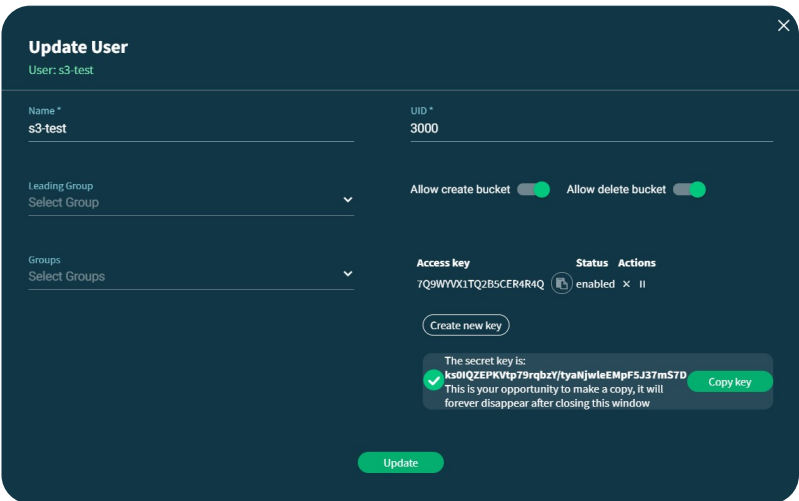 Update User
User: s3-test
Name *
s3-test
UID *
3000
Leading Group
Select Group
Allow create bucket
Allow delete bucket
Groups
Select Groups
Access key Status Actions
7Q9WYVX1TQ2B5CER4R4Q enabled
Create new key
The secret key is:
ks0IQZEPKVtp79rqbzY/tyaNjwleEMpF5J37mS7D
This is your opportunity to make a copy, it will
forever disappear after closing this window
Copy key
Update